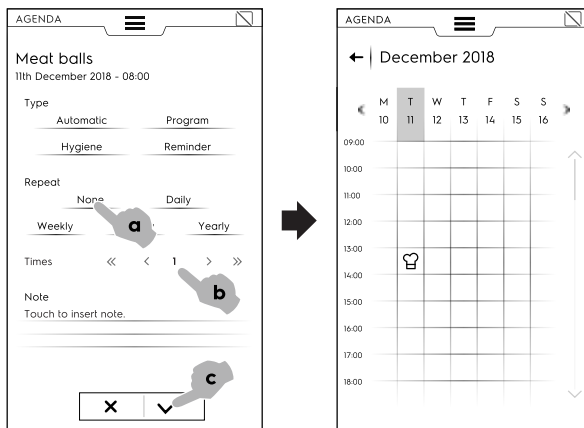 AGENDA
Meat balls
11th December 2018 - 08:00
Type
Automatic Program
Hygiene Reminder
Repeat
None Daily
Weekly Yearly
a
Times « < 1 > »
b
Note
Touch to insert note.
c
AGENDA
December 2018
M T W T F S S
10 11 12 13 14 15 16
09:00
10:00
11:00
12:00
13:00
14:00
15:00
16:00
17:00
18:00